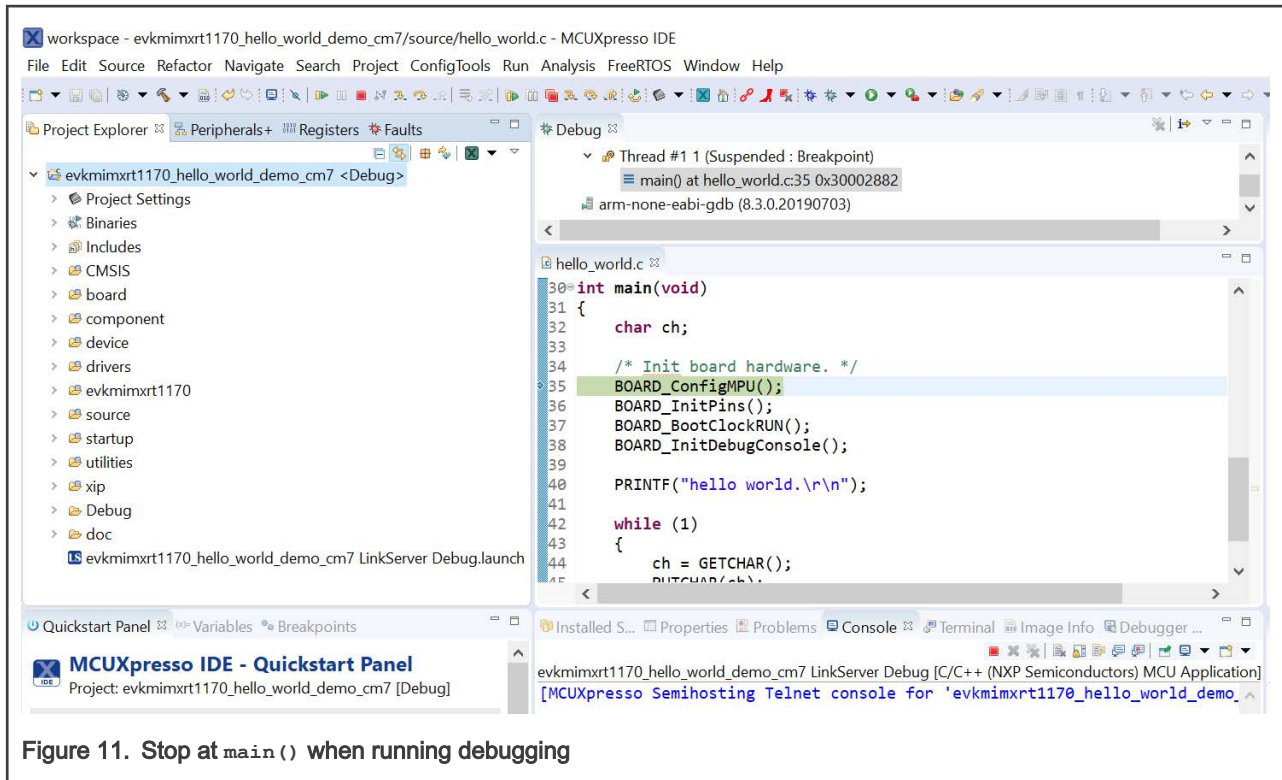 workspace - evkmimxrt1170_hello_world_demo_cm7/source/hello_world.c - MCUXpresso IDE
File Edit Source Refactor Navigate Search Project ConfigTools Run Analysis FreeRTOS Window Help
Project Explorer Peripherals+ Registers Faults
evkmimxrt1170_hello_world_demo_cm7 <Debug>
Project Settings
Binaries
Includes
CMSIS
board
component
device
drivers
evkmimxrt1170
source
startup
utilities
xip
Debug
doc
LS evkmimxrt1170_hello_world_demo_cm7 LinkServer Debug.launch
Debug
Thread #1 1 (Suspended : Breakpoint)
main() at hello_world.c:35 0x30002882
arm-none-eabi-gdb (8.3.0.20190703)
hello_world.c
30 int main(void)
31 {
32 char ch;
33
34 /* Init board hardware. */
35 BOARD_ConfigMPU();
36 BOARD_InitPins();
37 BOARD_BootClockRUN();
38 BOARD_InitDebugConsole();
39
40 PRINTF("hello world.\r\n");
41
42 while (1)
43 {
44 ch = GETCHAR();
45 PUTCHAR(ch);
Quickstart Panel Variables Breakpoints
IDE MCUXpresso IDE - Quickstart Panel
Project: evkmimxrt1170_hello_world_demo_cm7 [Debug]
Installed S... Properties Problems Console Terminal Image Info Debugger ...
evkmimxrt1170_hello_world_demo_cm7 LinkServer Debug [C/C++ (NXP Semiconductors) MCU Application]
[MCUXpresso Semihosting Telnet console for 'evkmimxrt1170_hello_world_demo_
Figure 11. Stop at main() when running debugging